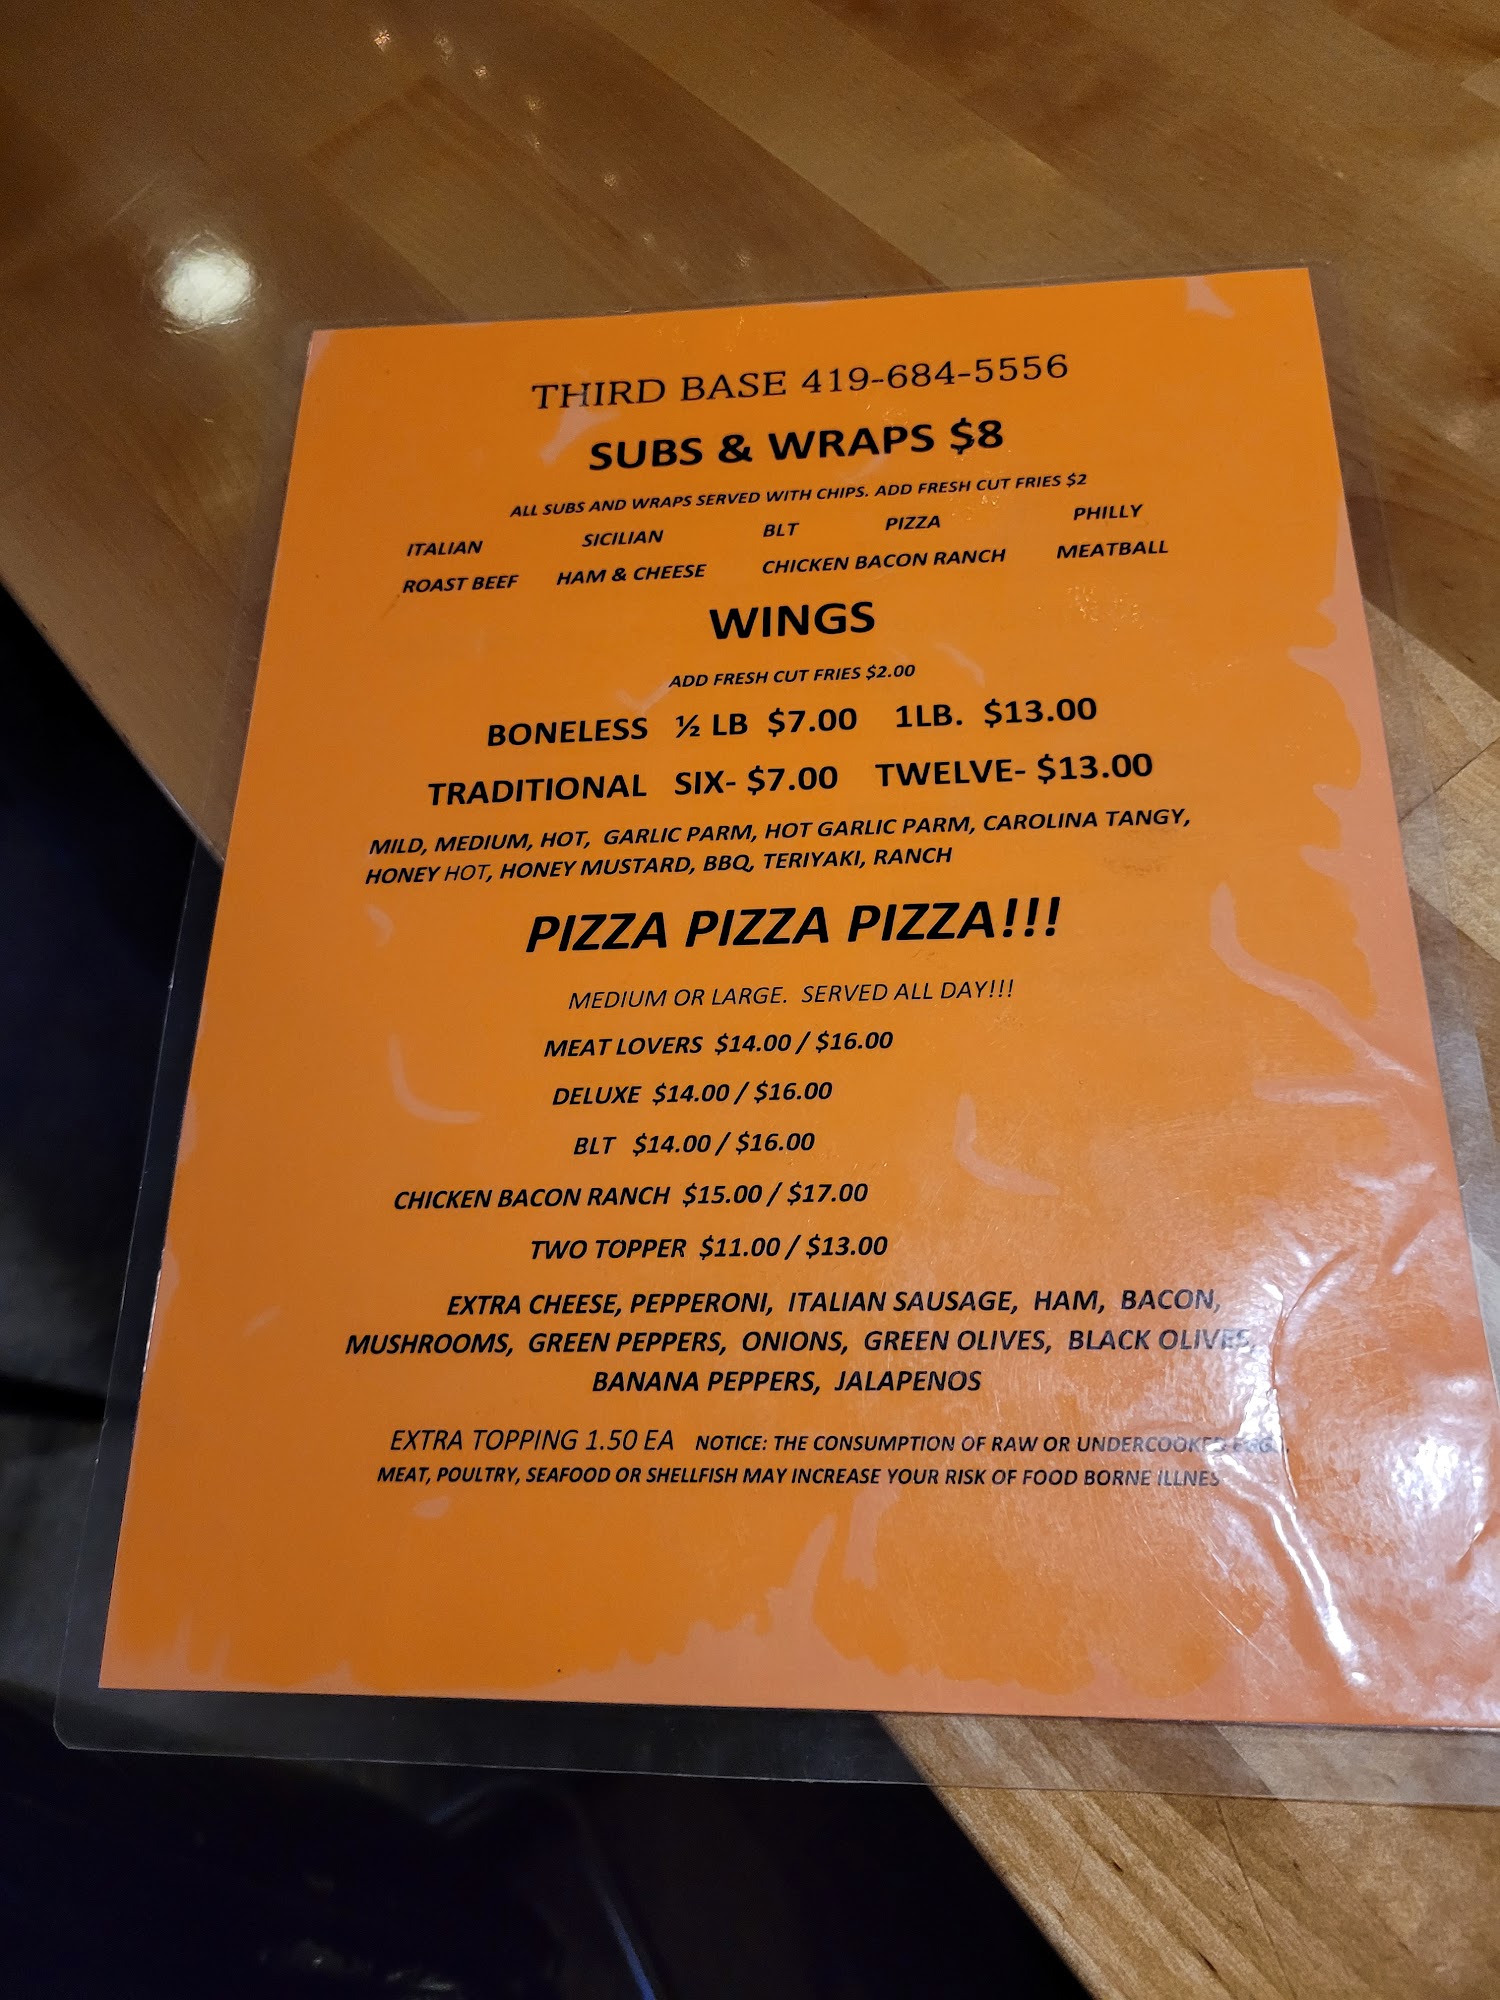 THIRD BASE 419-684-5556
SUBS & WRAPS $8
ALL SUBS AND WRAPS SERVED WITH CHIPS. ADD FRESH CUT FRIES $2
ITALIAN SICILIAN BLT PIZZA PHILLY
ROAST BEEF HAM & CHEESE CHICKEN BACON RANCH MEATBALL
WINGS
ADD FRESH CUT FRIES $2.00
BONELESS ½ LB $7.00 1LB. $13.00
TRADITIONAL SIX- $7.00 TWELVE- $13.00
MILD, MEDIUM, HOT, GARLIC PARM, HOT GARLIC PARM, CAROLINA TANGY,
HONEY HOT, HONEY MUSTARD, BBQ, TERIYAKI, RANCH
PIZZA PIZZA PIZZA!!!
MEDIUM OR LARGE. SERVED ALL DAY!!!
MEAT LOVERS $14.00 / $16.00
DELUXE $14.00 / $16.00
BLT $14.00 / $16.00
CHICKEN BACON RANCH $15.00 / $17.00
TWO TOPPER $11.00 / $13.00
EXTRA CHEESE, PEPPERONI, ITALIAN SAUSAGE, HAM, BACON,
MUSHROOMS, GREEN PEPPERS, ONIONS, GREEN OLIVES, BLACK OLIVES,
BANANA PEPPERS, JALAPENOS
EXTRA TOPPING 1.50 EA NOTICE: THE CONSUMPTION OF RAW OR UNDERCOOKED
MEAT, POULTRY, SEAFOOD OR SHELLFISH MAY INCREASE YOUR RISK OF FOOD BORNE ILLNES